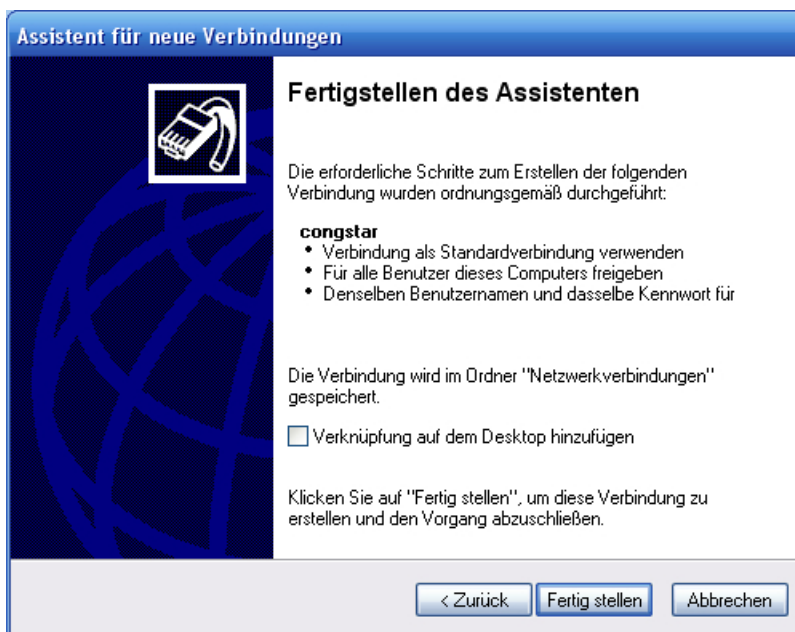 Assistent für neue Verbindungen
Fertigstellen des Assistenten
Die erforderliche Schritte zum Erstellen der folgenden
Verbindung wurden ordnungsgemäß durchgeführt:
congstar
• Verbindung als Standardverbindung verwenden
• Für alle Benutzer dieses Computers freigeben
• Denselben Benutzernamen und dasselbe Kennwort für
Die Verbindung wird im Ordner "Netzwerkverbindungen"
gespeichert.
Verknüpfung auf dem Desktop hinzufügen
Klicken Sie auf "Fertig stellen", um diese Verbindung zu
erstellen und den Vorgang abzuschließen.
< Zurück Fertig stellen Abbrechen